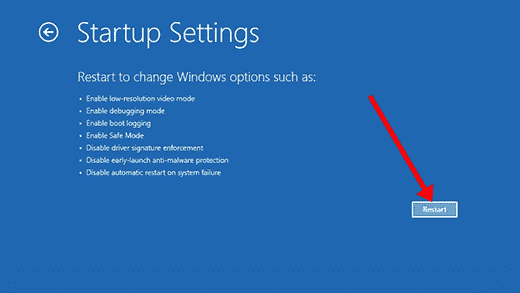 Startup Settings
Restart to change Windows options such as:
Enable low-resolution video mode
Enable debugging mode
Enable boot logging
Enable Safe Mode
Disable driver signature enforcement
Disable early-launch anti-malware protection
Disable automatic restart on system failure
Restart